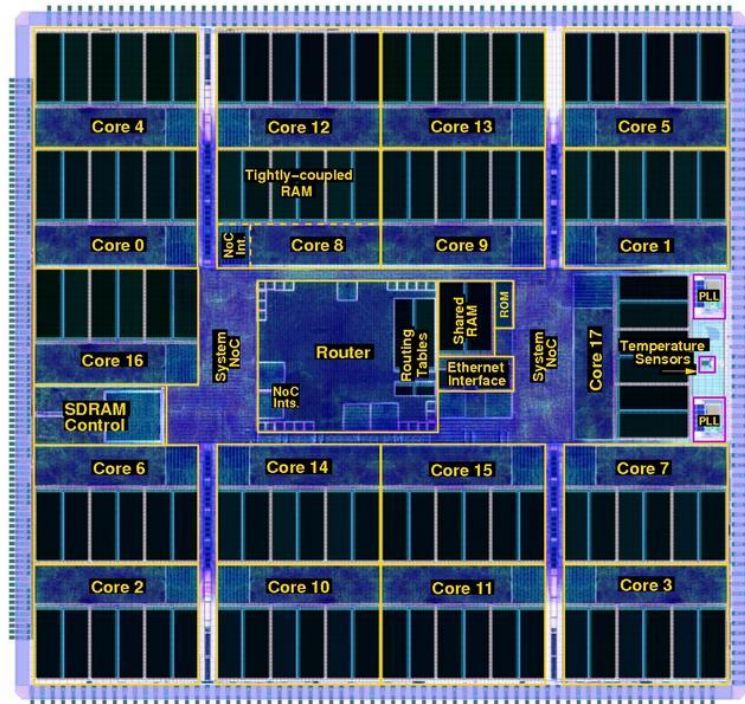 Core 4
Core 12
Core 13
Core 5
Tightly-coupled
RAM
Core 0
NoC
Int.
Core 8
Core 9
Core 1
Core 16
System
NoC
Router
Routing
Tables
NoC
Ints.
Shared
RAM
ROM
Ethernet
Interface
System
NoC
Core 17
PLL
Temperature
Sensors
PLL
SDRAM
Control
Core 6
Core 14
Core 15
Core 7
Core 2
Core 10
Core 11
Core 3